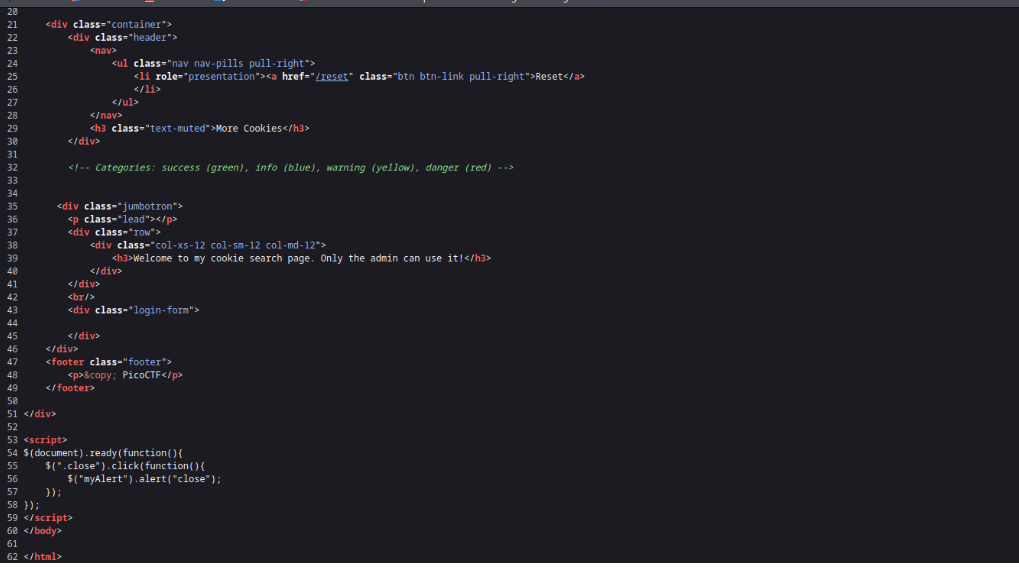 20
21 <div class="container">
22 <div class="header">
23 <nav>
24 <ul class="nav nav-pills pull-right">
25 <li role="presentation"><a href="/reset" class="btn btn-link pull-right">Reset</a>
26 </li>
27 </ul>
28 </nav>
29 <h3 class="text-muted">More Cookies</h3>
30 </div>
31
32 <!-- Categories: success (green), info (blue), warning (yellow), danger (red) -->
33
34
35 <div class="jumbotron">
36 <p class="lead"></p>
37 <div class="row">
38 <div class="col-xs-12 col-sm-12 col-md-12">
39 <h3>Welcome to my cookie search page. Only the admin can use it!</h3>
40 </div>
41 </div>
42 <br/>
43 <div class="login-form">
44
45 </div>
46 </div>
47 <footer class="footer">
48 <p>&copy; PicoCTF</p>
49 </footer>
50
51 </div>
52
53 <script>
54 $(document).ready(function(){
55 $(".close").click(function(){
56 $("myAlert").alert("close");
57 });
58 });
59 </script>
60 </body>
61
62 </html>